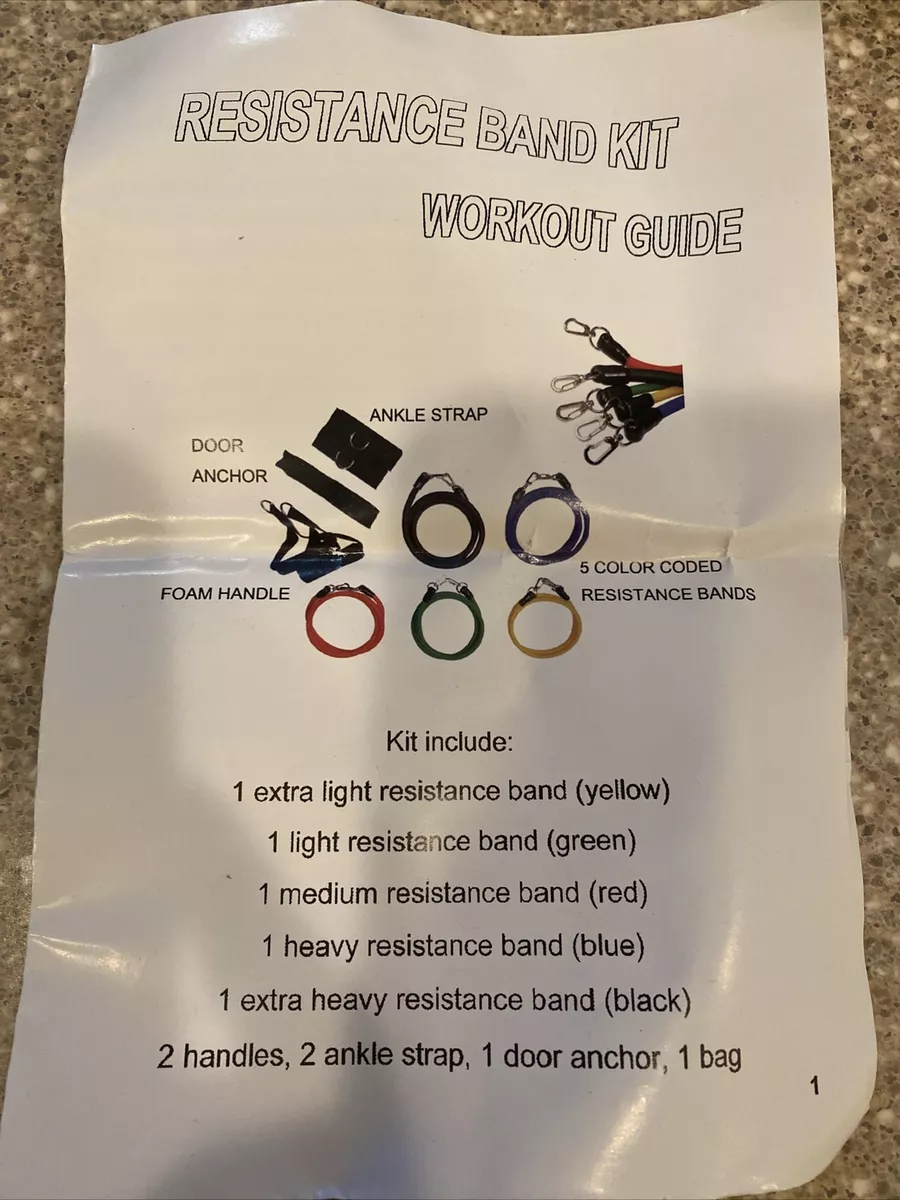 RESISTANCE BAND KIT
WORKOUT GUIDE
ANKLE STRAP
DOOR
ANCHOR
5 COLOR CODED
FOAM HANDLE
RESISTANCE BANDS
Kit include:
1 extra light resistance band (yellow)
1 light resistance band (green)
1 medium resistance band (red)
1 heavy resistance band (blue)
1 extra heavy resistance band (black)
2 handles, 2 ankle strap, 1 door anchor, 1 bag
1